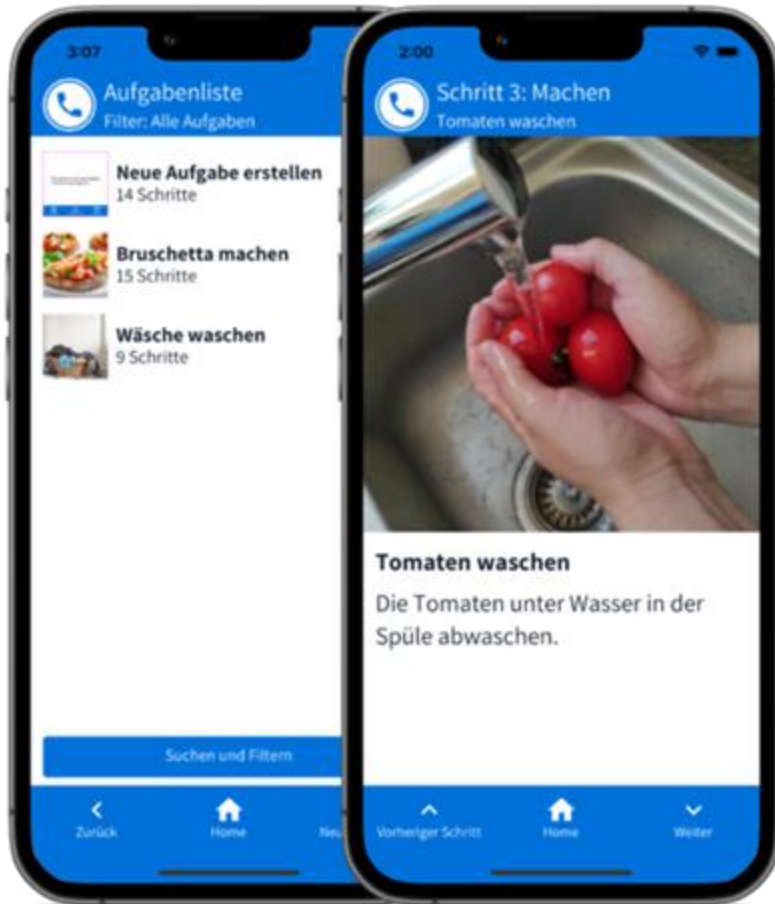 3:07
Aufgabenliste
Filter: Alle Aufgaben
Neue Aufgabe erstellen
14 Schritte
Bruschetta machen
15 Schritte
Wäsche waschen
9 Schritte
Suchen und Filtern
Zurück
Home
Neu
2:00
Schritt 3: Machen
Tomaten waschen
Tomaten waschen
Die Tomaten unter Wasser in der
Spüle abwaschen.
Vorheriger Schritt
Home
Weiter